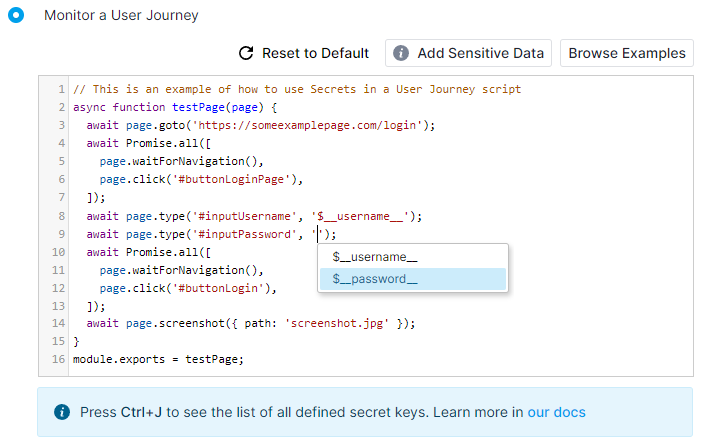 Monitor a User Journey
Reset to Default
Add Sensitive Data
Browse Examples
1 // This is an example of how to use Secrets in a User Journey script
2 async function testPage(page) {
3   await page.goto('https://someexamplepage.com/login');
4   await Promise.all([
5     page.waitForNavigation(),
6     page.click('#buttonLoginPage'),
7   ]);
8   await page.type('#inputUsername', '$__username__');
9   await page.type('#inputPassword', '');
$__username__
$__password__
10   await Promise.all([
11     page.waitForNavigation(),
12     page.click('#buttonLogin'),
13   ]);
14   await page.screenshot({ path: 'screenshot.jpg' });
15 }
16 module.exports = testPage;
Press Ctrl+J to see the list of all defined secret keys. Learn more in our docs